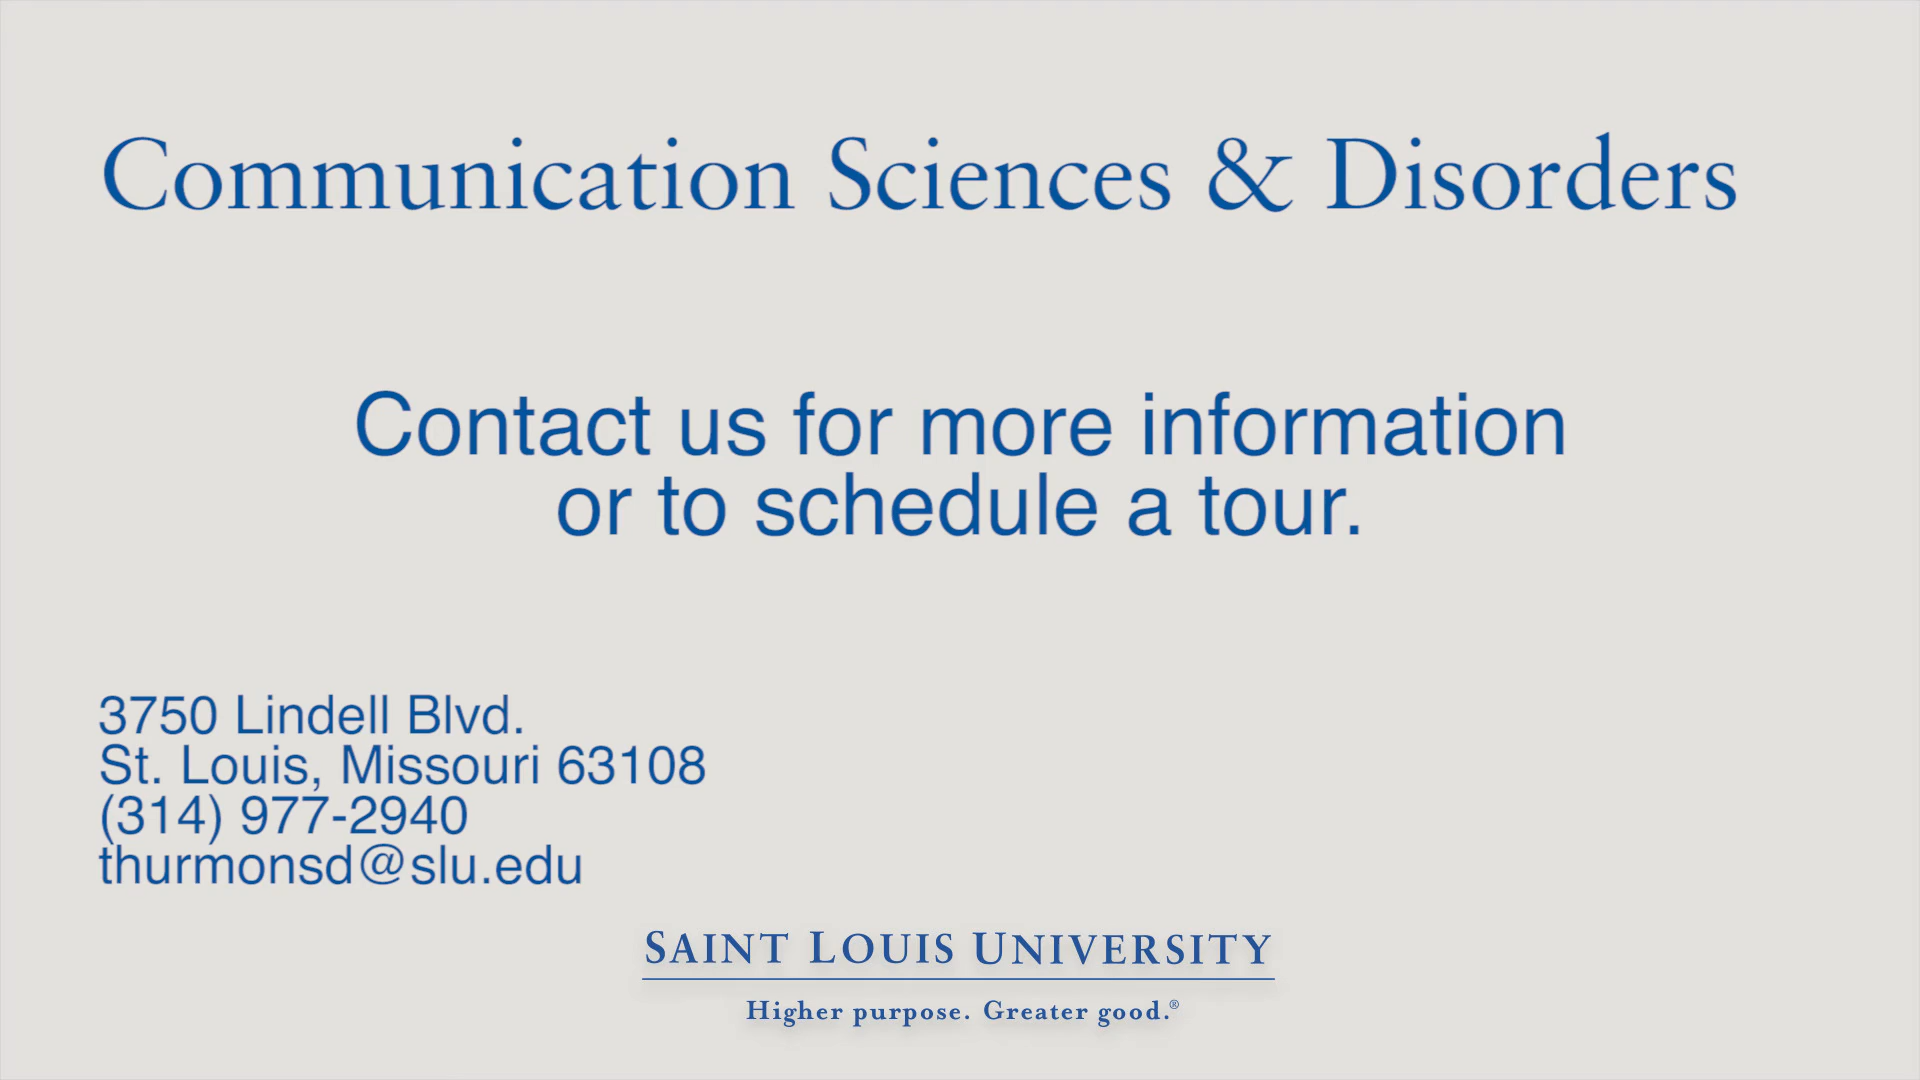 Communication Sciences & Disorders
Contact us for more information
or to schedule a tour.
3750 Lindell Blvd.
St. Louis, Missouri 63108
(314) 977-2940
thurmonsd@slu.edu
SAINT LOUIS UNIVERSITY
Higher purpose. Greater good.®